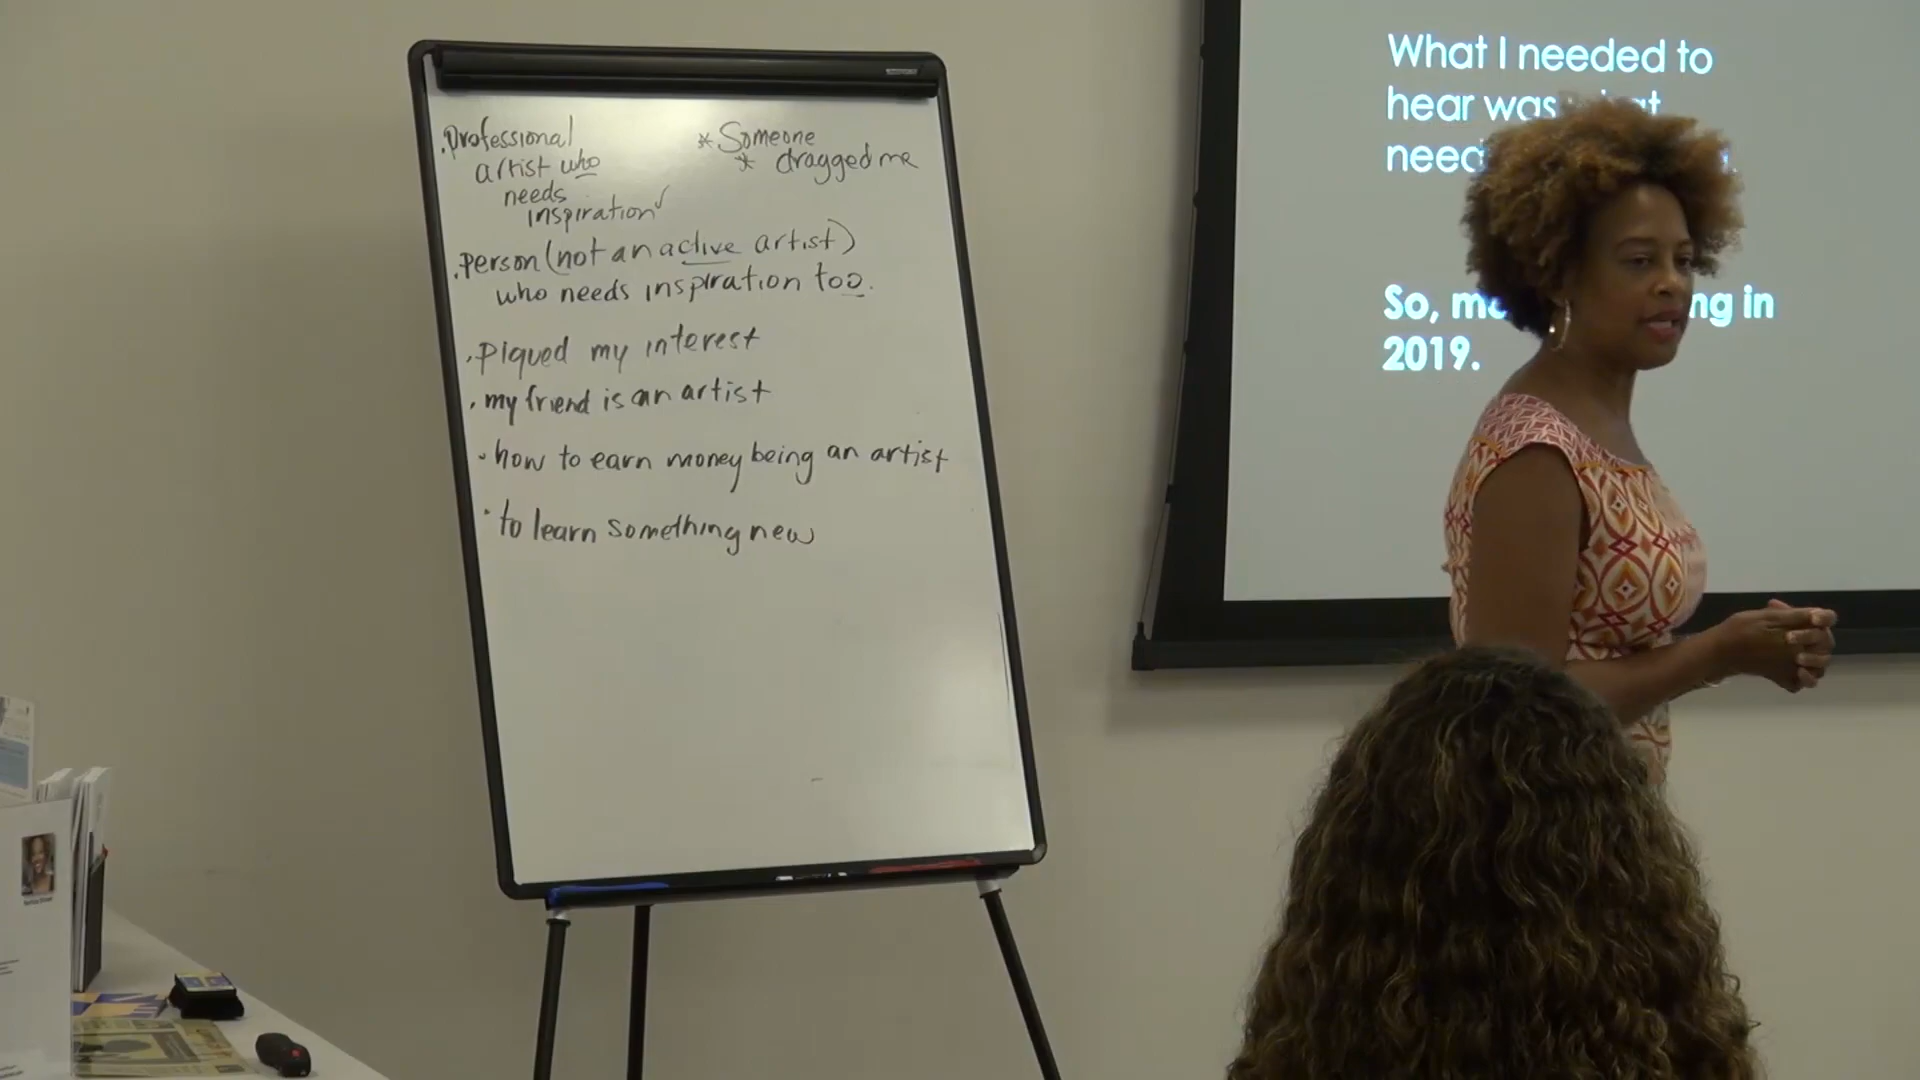 .professional
artist who
needs
inspiration
* Someone
* dragged me
.person (not an active artist)
who needs inspiration too.
.piqued my interest
.my friend is an artist
.how to earn money being an artist
.to learn something new
What I needed to
hear was
So,
in
2019.